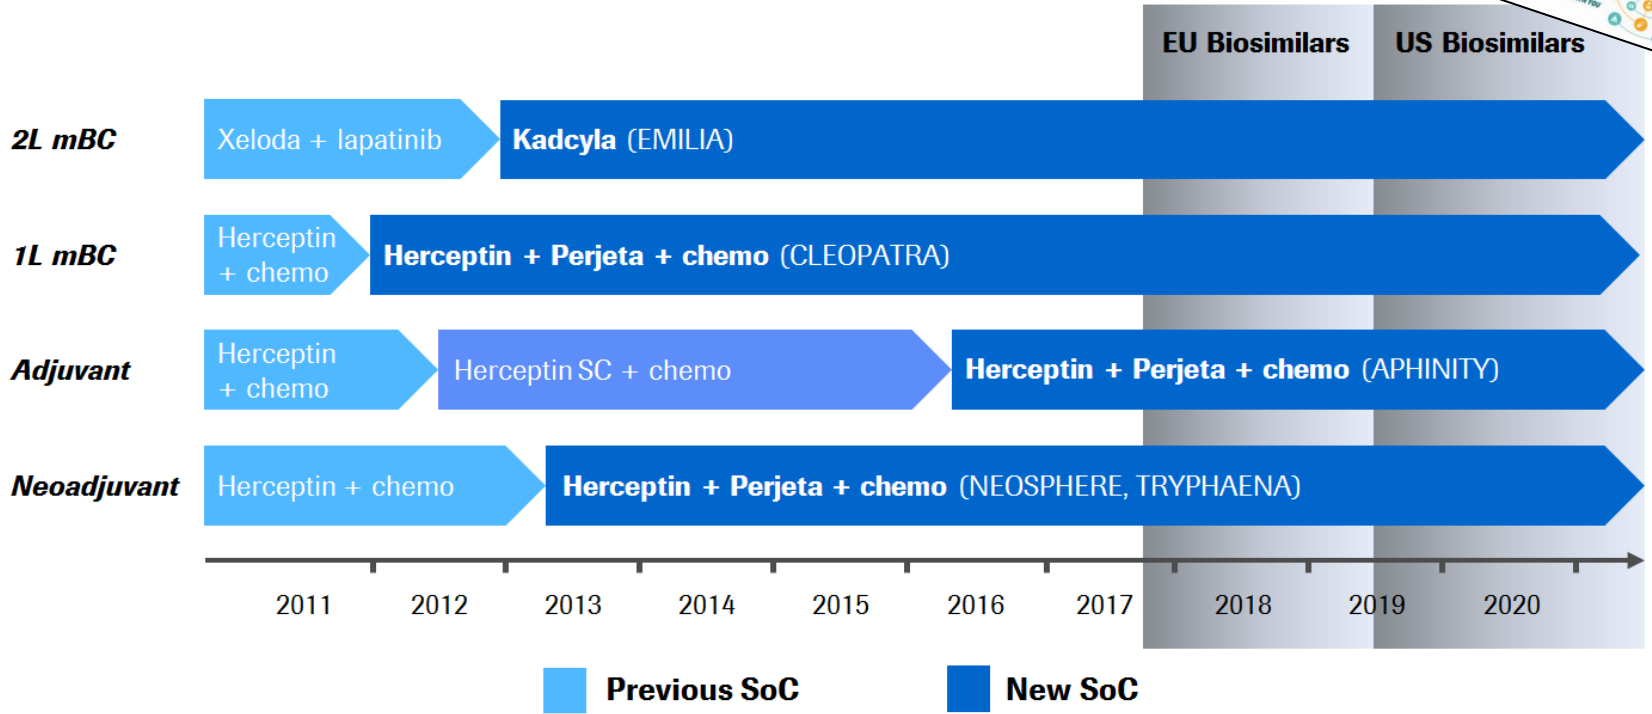 EU Biosimilars US Biosimilars
2L mBC Xeloda + lapatinib Kadcyla (EMILIA)
1L mBC Herceptin
+ chemo Herceptin + Perjeta + chemo (CLEOPATRA)
Adjuvant Herceptin
+ chemo Herceptin SC + chemo Herceptin + Perjeta + chemo (APHINITY)
Neoadjuvant Herceptin + chemo Herceptin + Perjeta + chemo (NEOSPHERE, TRYPHAENA)
2011 2012 2013 2014 2015 2016 2017 2018 2019 2020
Previous SoC New SoC